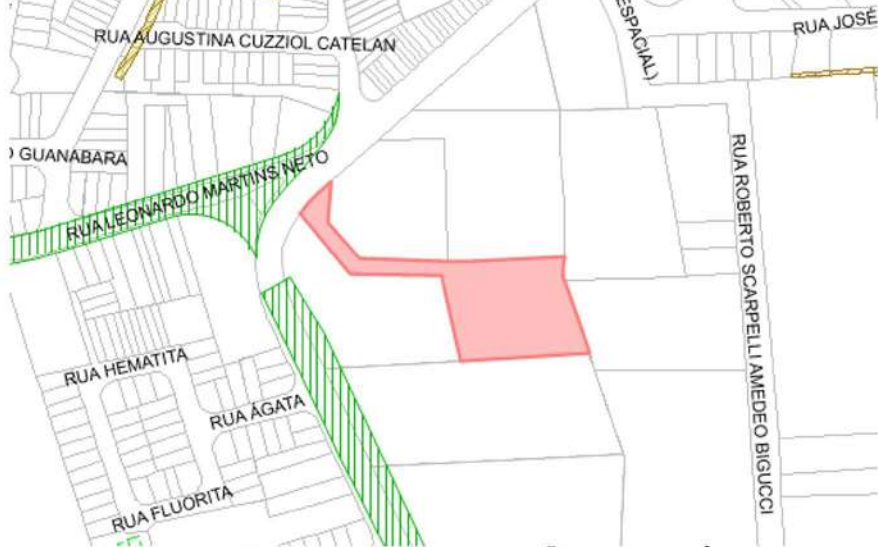 ESPACIAL)
RUA JOSÉ
RUA AUGUSTINA CUZZIOL CATELAN
GUANABARA
RUA LEONARDO MARTINS NETO
RUA ROBERTO SCARPELLI AMEDEO BIGUCCI
RUA HEMATITA
RUA ÁGATA
RUA FLUORITA